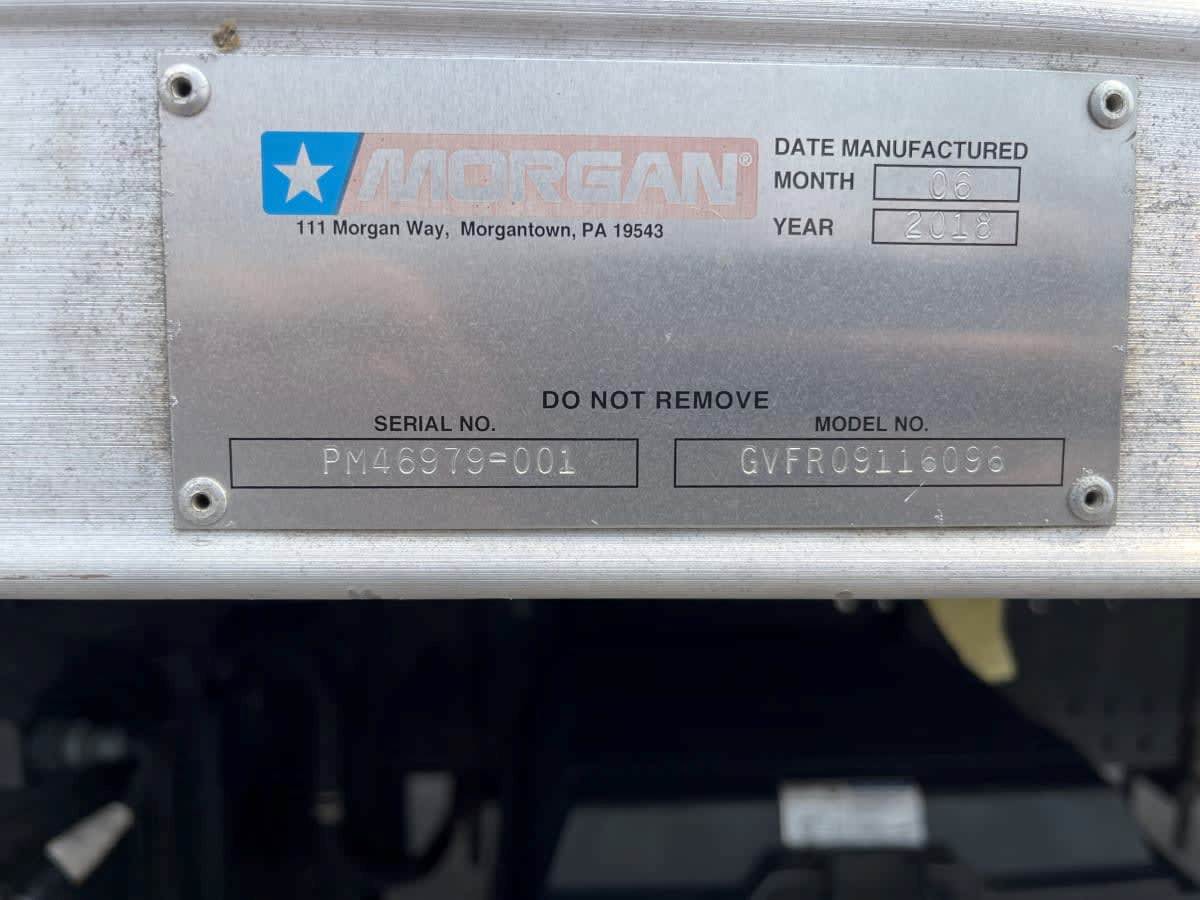 MORGAN®
111 Morgan Way, Morgantown, PA 19543
DATE MANUFACTURED
MONTH 06
YEAR 2018
DO NOT REMOVE
SERIAL NO.
PM46979-001
MODEL NO.
GVFR09116096